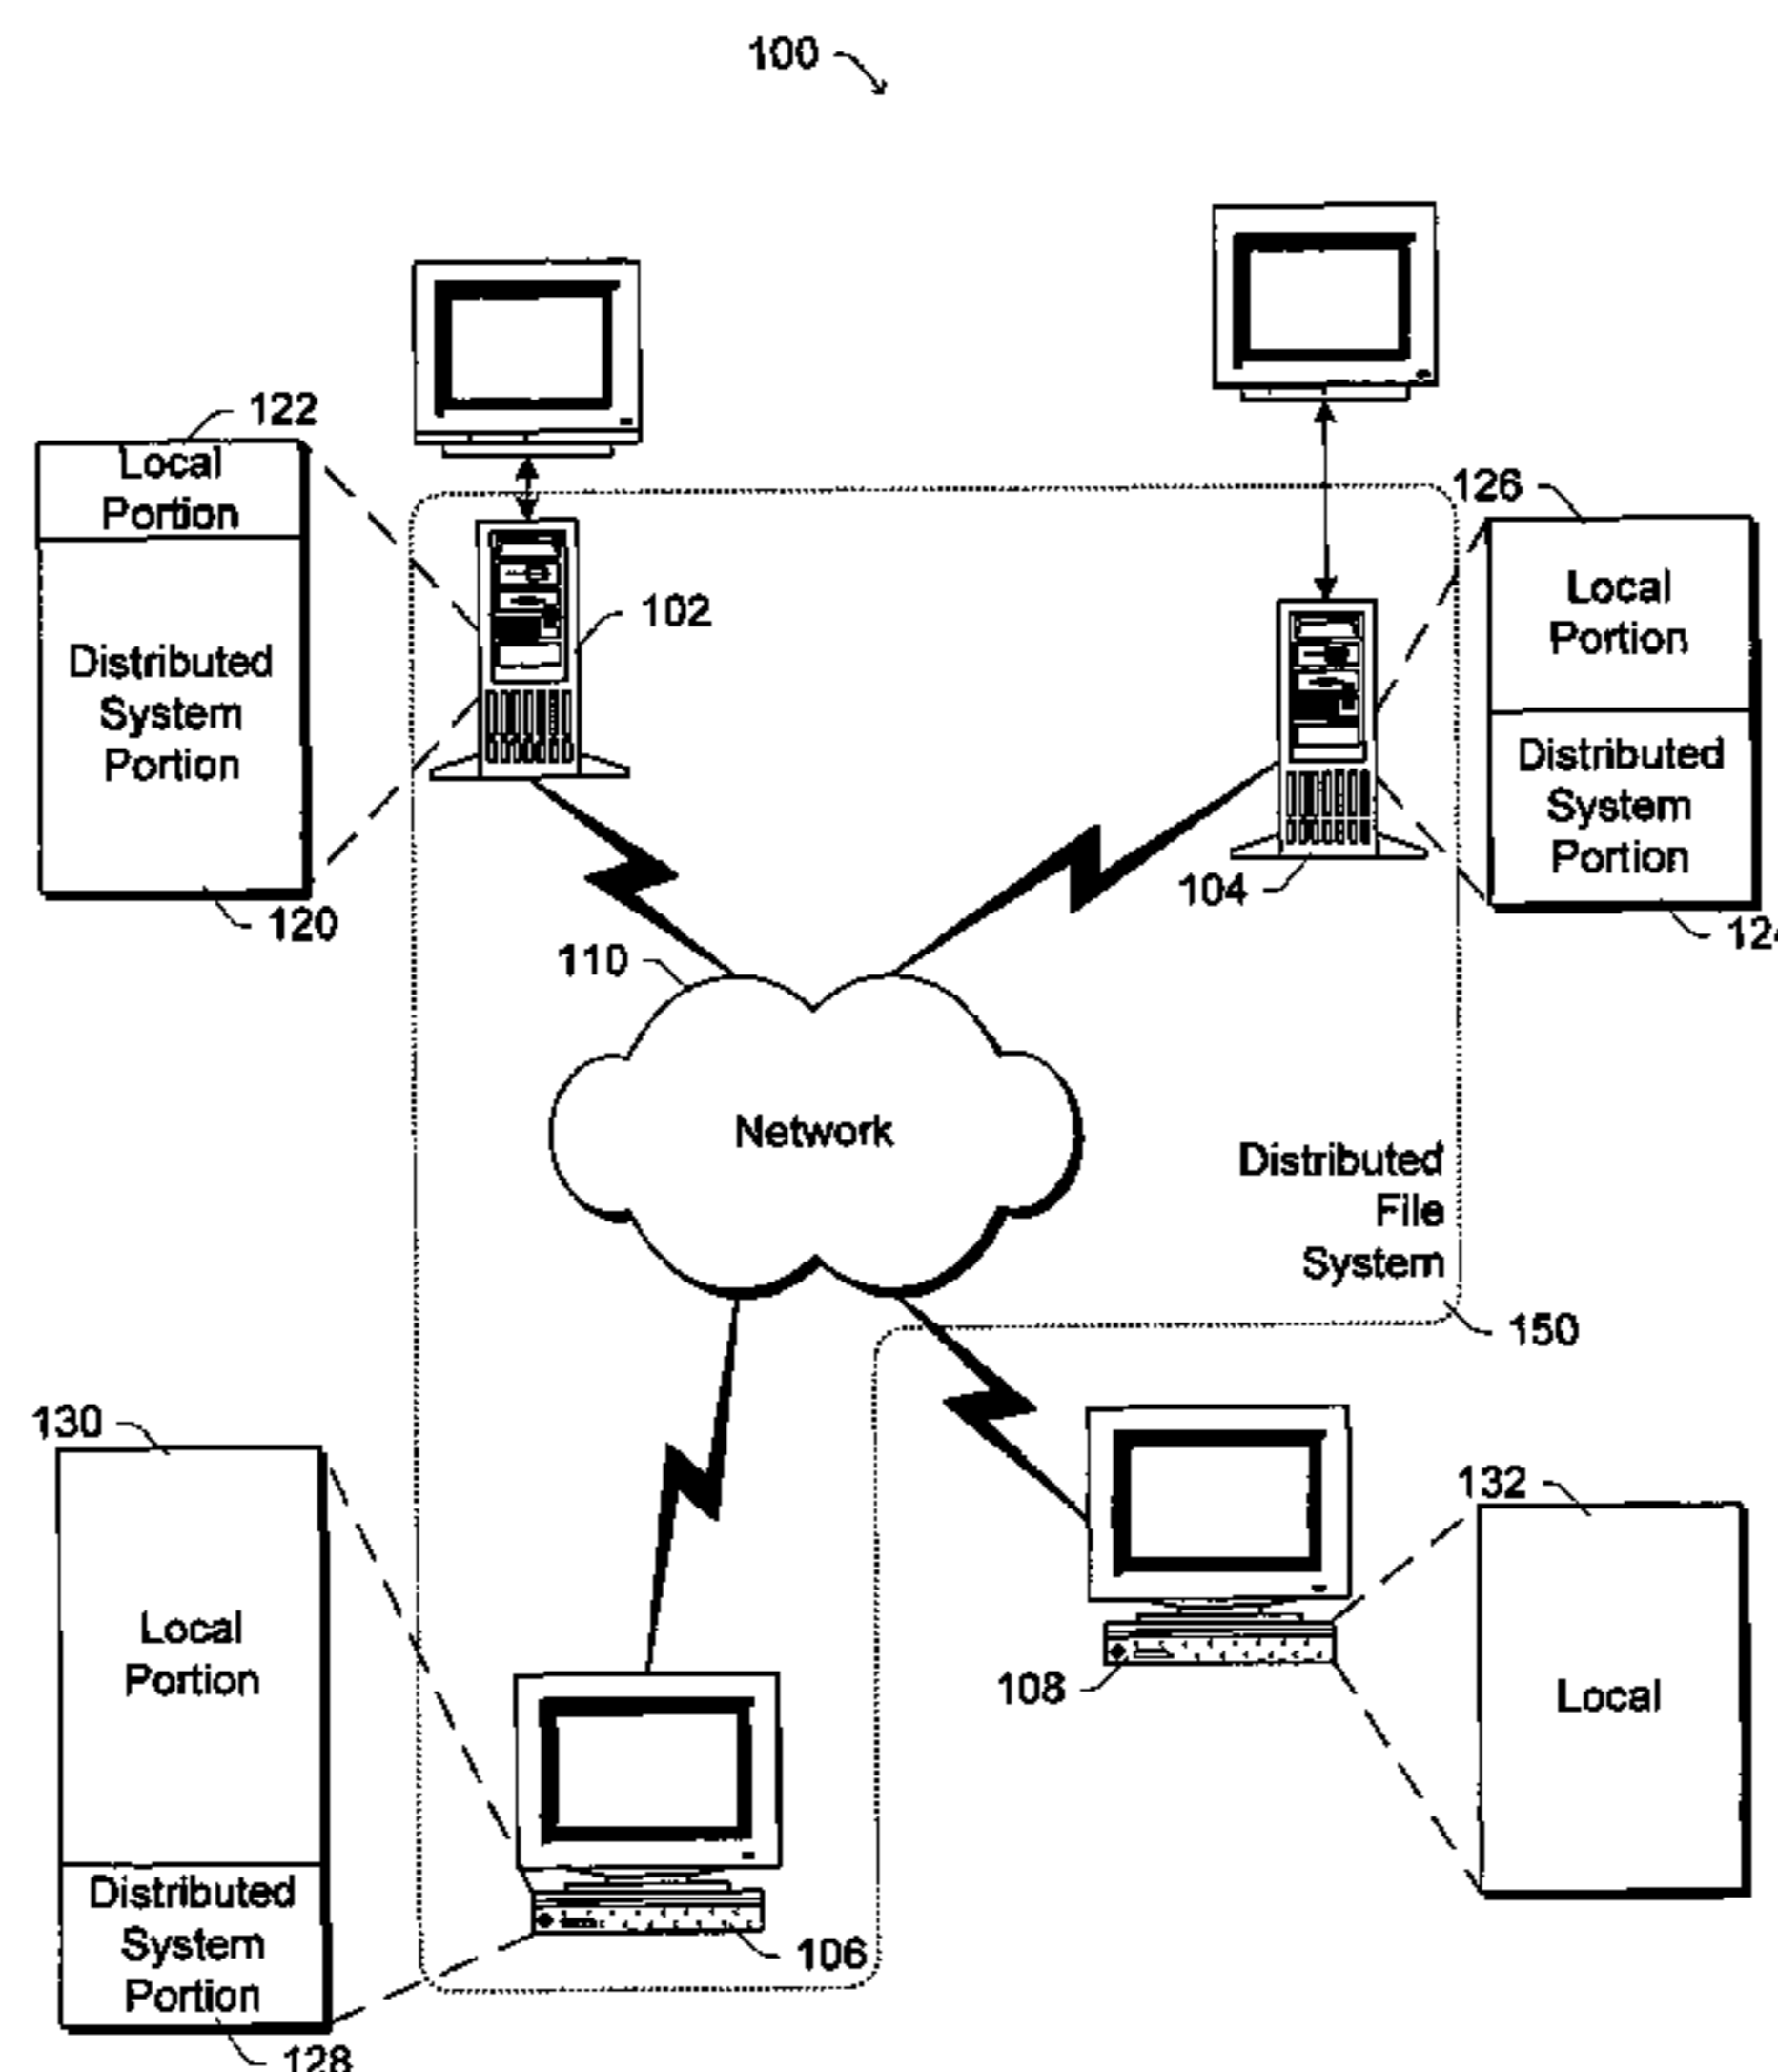 100
122
Local
Portion
Distributed
System
Portion
120
102
126
Local
Portion
Distributed
System
Portion
104
110
Network
Distributed
File
System
150
130
Local
Portion
Distributed
System
Portion
128
106
108
132
Local